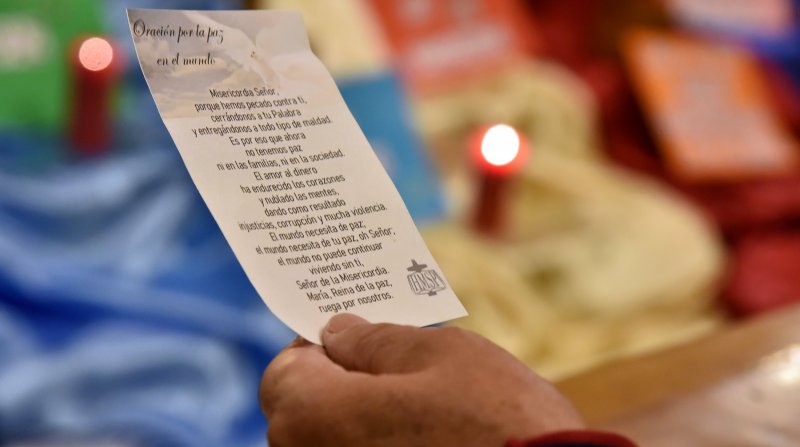 Oración por la paz
en el mundo
Misericordia Señor,
porque hemos pecado contra ti,
cerrándonos a tu Palabra
y entregándonos a todo tipo de maldad.
Es por eso que ahora
no tenemos paz
ni en las familias, ni en la sociedad.
El amor al dinero
ha endurecido los corazones
y nublado las mentes,
dando como resultado
injusticias, corrupción y mucha violencia.
El mundo necesita de paz;
el mundo necesita de tu paz, oh Señor;
el mundo no puede continuar
viviendo sin ti,
Señor de la Misericordia.
María, Reina de la paz,
ruega por nosotros.